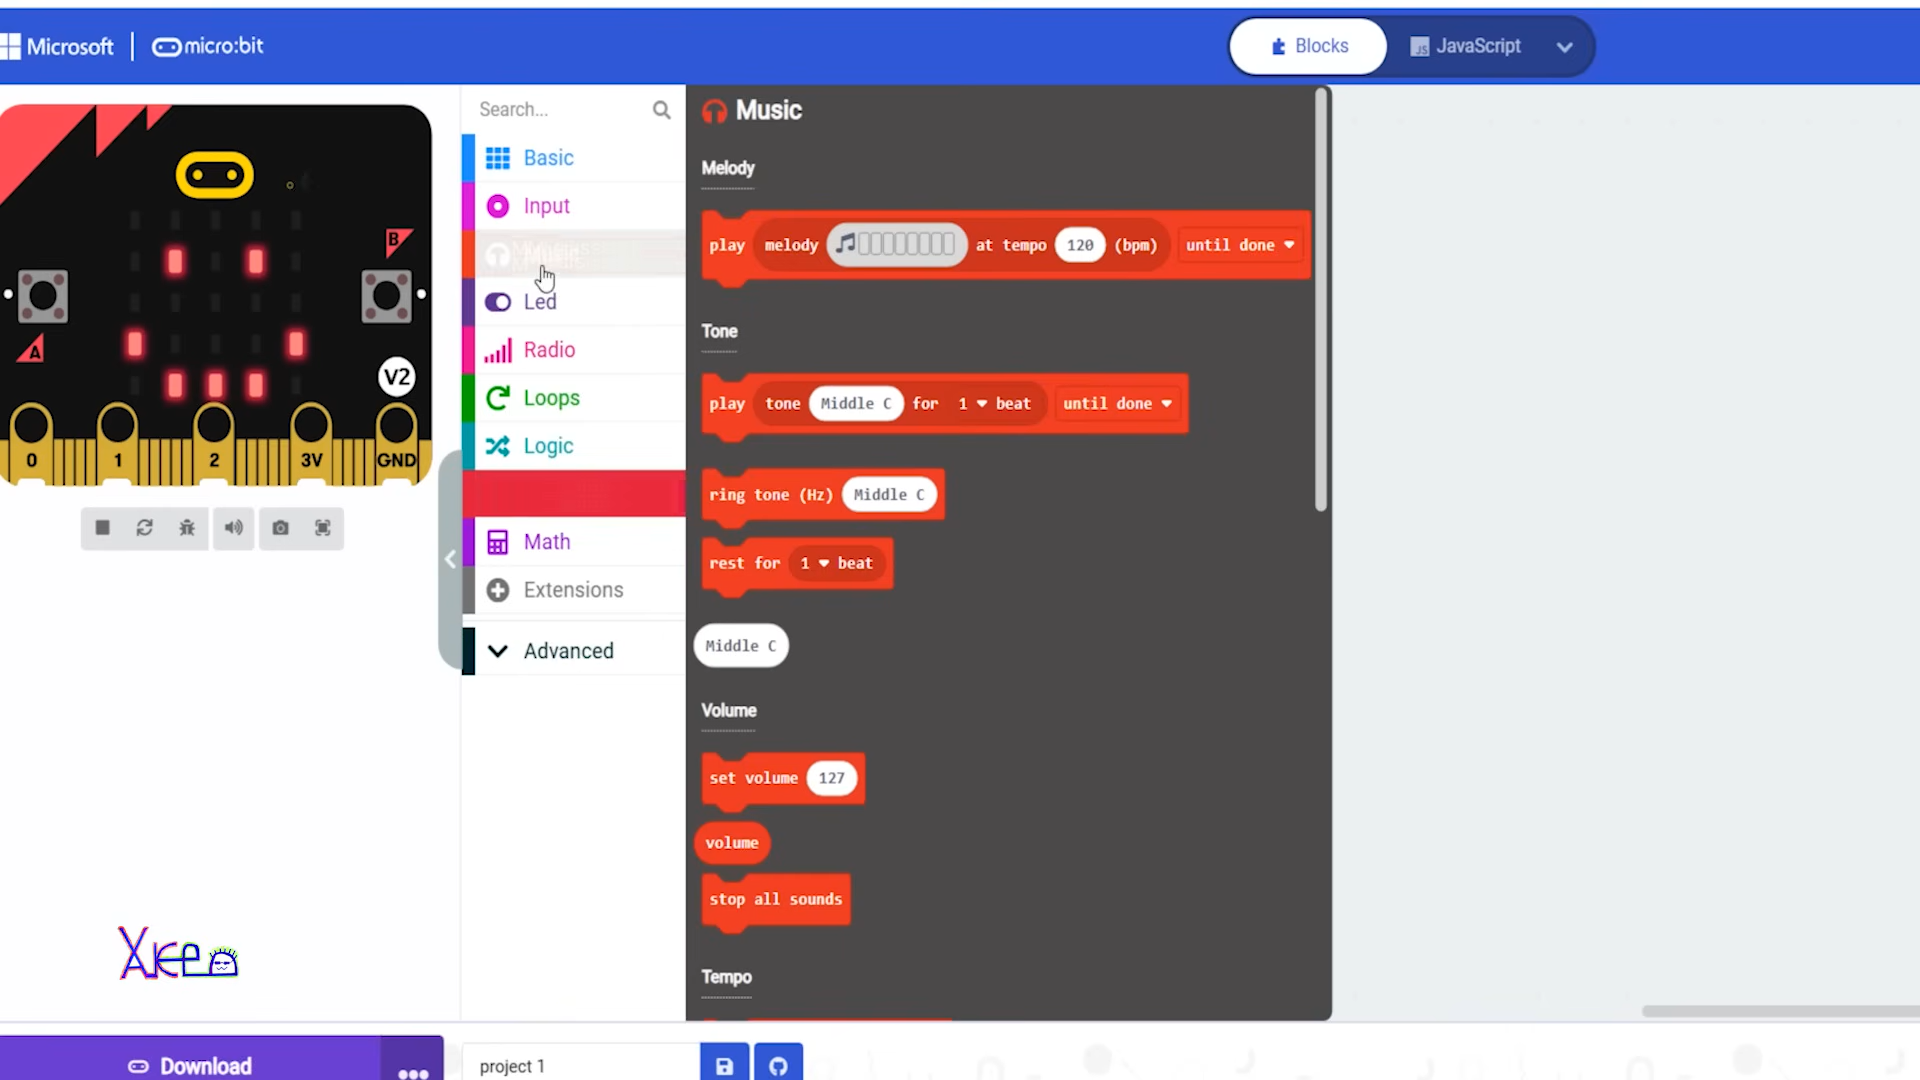 Microsoft | micro:bit
Blocks
JavaScript
Search...
Basic
Input
Led
Radio
Loops
Logic
Math
Extensions
Advanced
Music
Melody
play melody at tempo 120 (bpm) until done
Tone
play tone Middle C for 1 beat until done
ring tone (Hz) Middle C
rest for 1 beat
Middle C
Volume
set volume 127
volume
stop all sounds
Tempo
B
A
V2
0 1 2 3V GND
Download
...
project 1